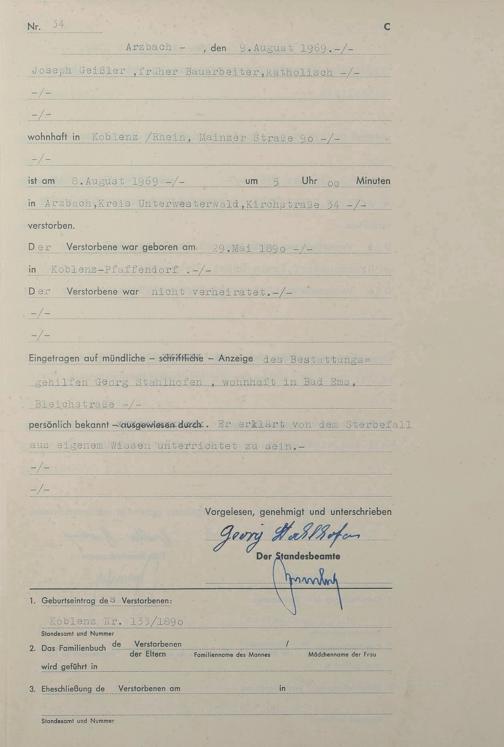 Nr. 34 C
Arzbach - , den 9.August 1969.-/-
Joseph Geißler ,früher Bauarbeiter,katholisch -/-
-/-
-/-
wohnhaft in Koblenz /Rhein, Mainzer Straße 90 -/-
-/-
ist am 8.August 1969 -/- um 5 Uhr 00 Minuten
in Arzbach,Kreis Unterwesterwald,Kirchstraße 34 -/-
verstorben.
Der Verstorbene war geboren am 29.Mai 1890 -/-
in Koblenz-Pfaffendorf .-/-
Der Verstorbene war nicht verheiratet.-/-
-/-
-/-
Eingetragen auf mündliche – schriftliche – Anzeige des Bestattungs=
gehilfen Georg Stahlhofen , wohnhaft in Bad Ems,
Bleichstraße -/-
persönlich bekannt – ausgewiesen durch. Er erklärt von dem Sterbefall
aus eigenem Wissen unterrichtet zu sein.-
-/-
-/-
Vorgelesen, genehmigt und unterschrieben
Georg Stahlhofen
Der Standesbeamte
1. Geburtseintrag des Verstorbenen:
Koblenz Nr. 133/1890
Standesamt und Nummer
2. Das Familienbuch de Verstorbenen /
der Eltern Familienname des Mannes Mädchenname der Frau
wird geführt in
3. Eheschließung de Verstorbenen am in
Standesamt und Nummer